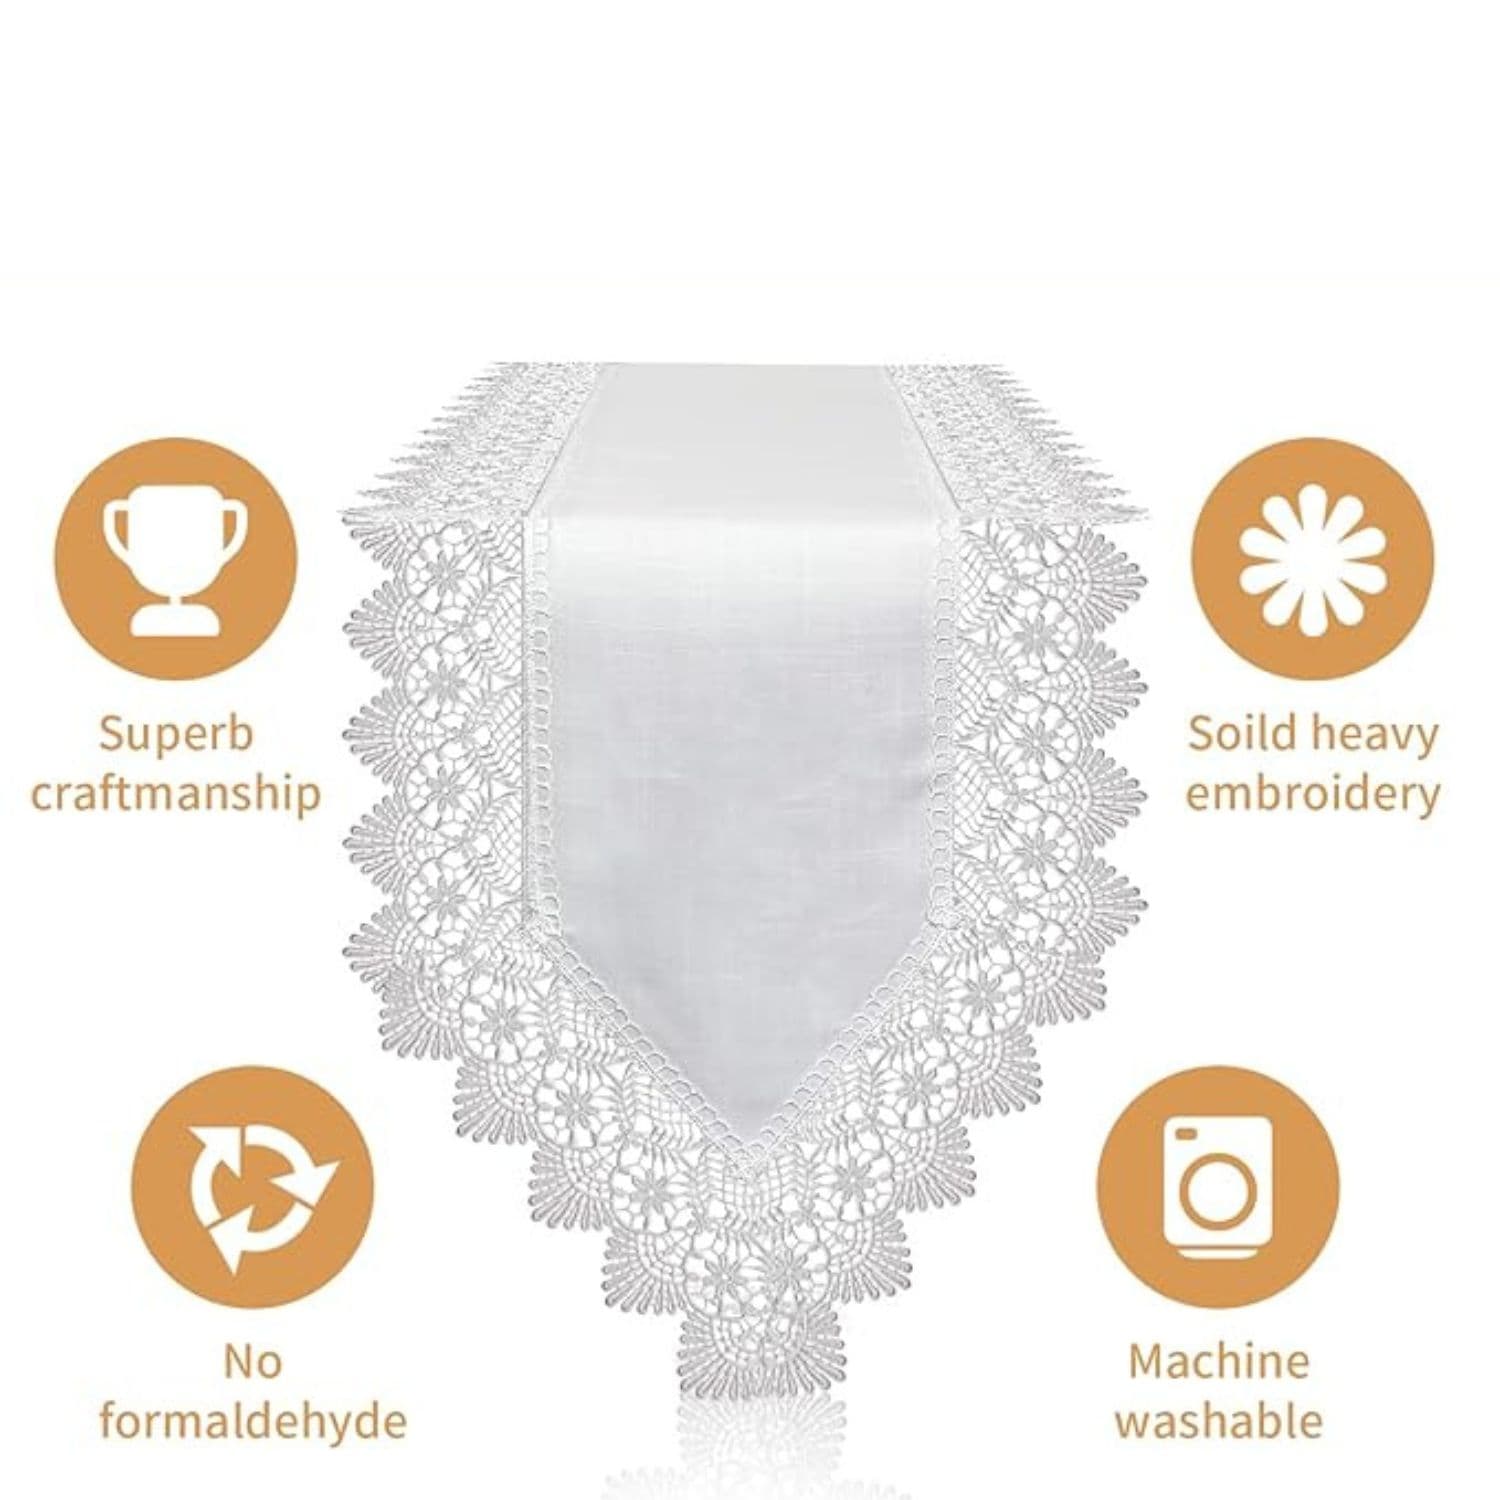 Superb
craftmanship
Soild heavy
embroidery
No
formaldehyde
Machine
washable